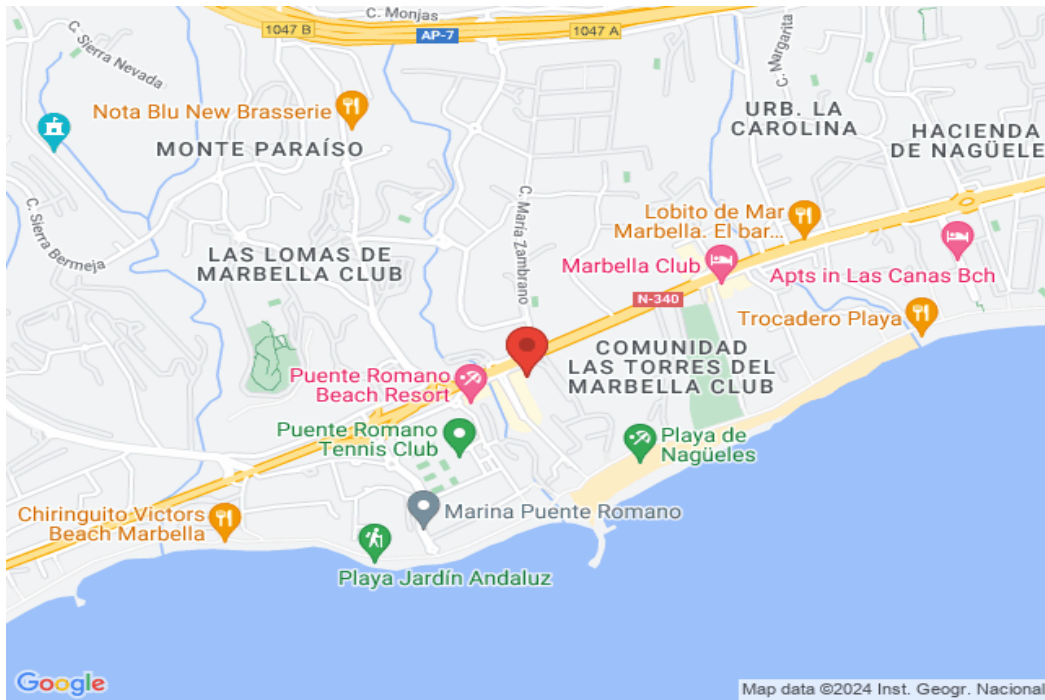 C. Monjas
1047 B
AP-7
1047 A
C. Sierra Nevada
C. Margarita
Nota Blu New Brasserie
MONTE PARAÍSO
URB. LA
CAROLINA
HACIENDA
DE NAGÜELE
C. María Zambrano
C. Sierra Bermeja
Lobito de Mar
Marbella. El bar...
LAS LOMAS DE
MARBELLA CLUB
Marbella Club
Apts in Las Canas Bch
N-340
Trocadero Playa
COMUNIDAD
LAS TORRES DEL
MARBELLA CLUB
Puente Romano
Beach Resort
Puente Romano
Tennis Club
Playa de
Nagüeles
Marina Puente Romano
Chiringuito Victors
Beach Marbella
Playa Jardín Andaluz
Google
Map data ©2024 Inst. Geogr. Nacional